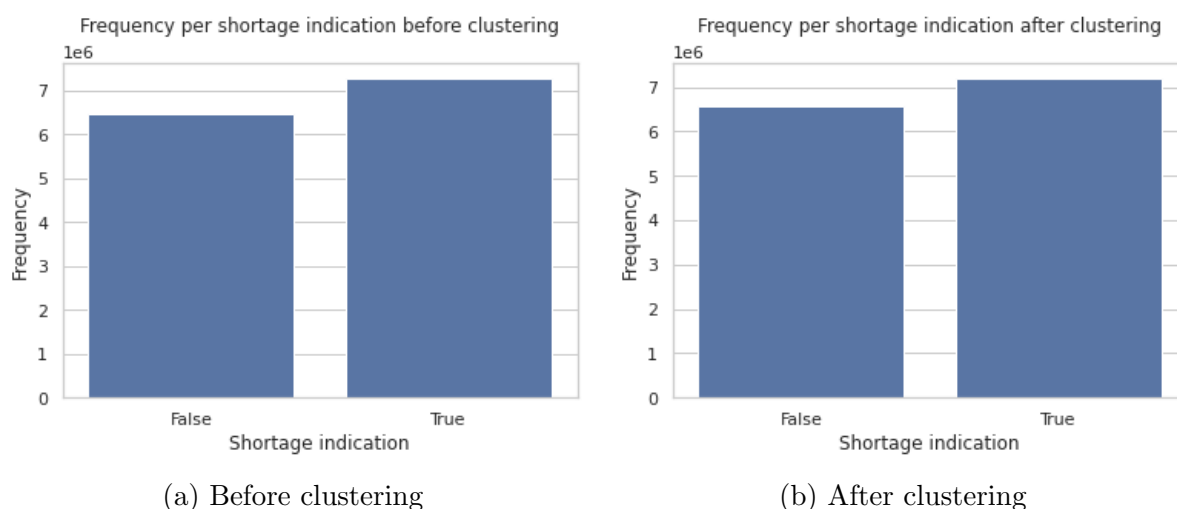 Frequency per shortage indication before clustering
1e6
7
6
5
4
3
2
1
0
Frequency
False
True
Shortage indication
(a) Before clustering
Frequency per shortage indication after clustering
1e6
7
6
5
4
3
2
1
0
Frequency
False
True
Shortage indication
(b) After clustering